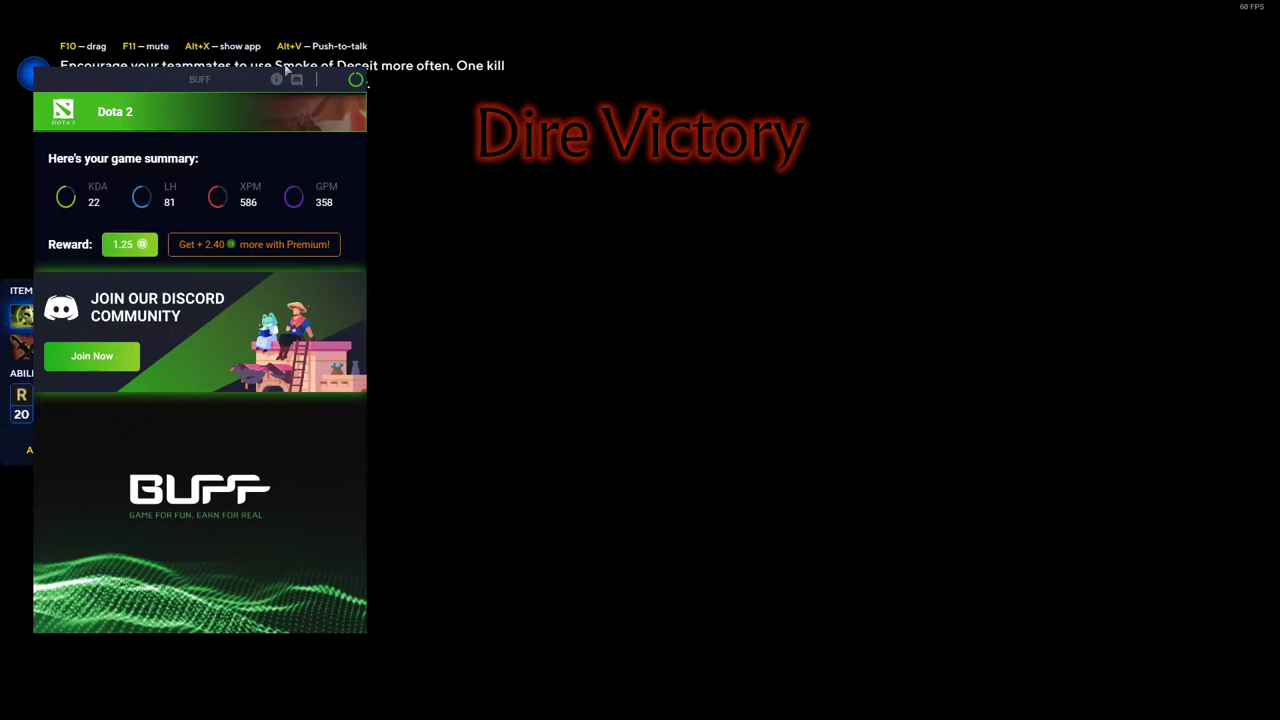 60 FPS
F10 — drag F11 — mute Alt+X — show app Alt+V — Push-to-talk
Encourage your teammates to use Smoke of Deceit more often. One kill
BUFF
DOTA 2
Dota 2
Dire Victory
Here's your game summary:
KDA LH XPM GPM
22 81 586 358
Reward: 1.25 Get + 2.40 more with Premium!
ITEM
JOIN OUR DISCORD
COMMUNITY
Join Now
ABIL
R
20
A
BUFF
GAME FOR FUN, EARN FOR REAL